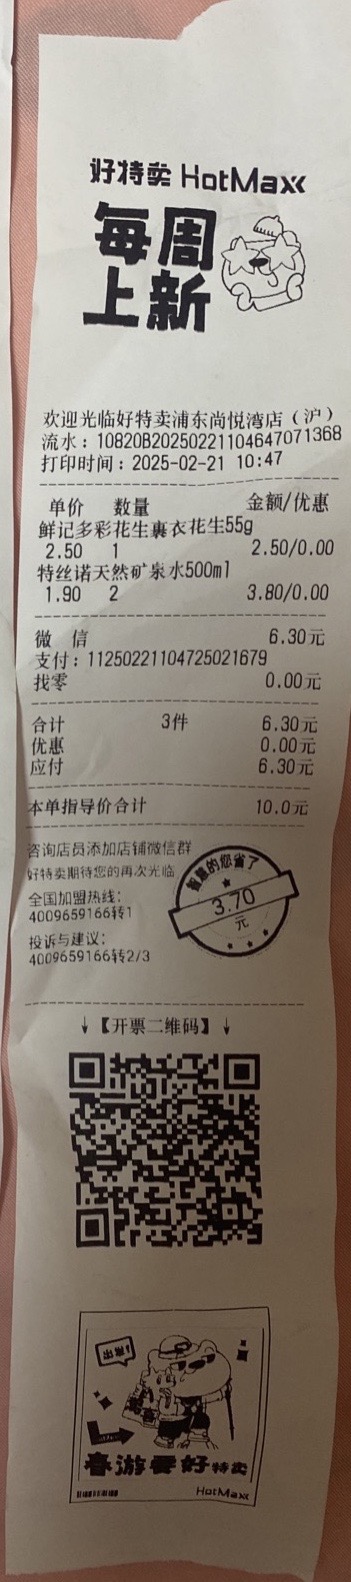 好特卖 HotMaxx
每周
上新
欢迎光临好特卖浦东尚悦湾店（沪）
流水：10820B20250221104647071368
打印时间：2025-02-21 10:47
单价 数量 金额/优惠
鲜记多彩花生裹衣花生55g
2.50 1 2.50/0.00
特丝诺天然矿泉水500ml
1.90 2 3.80/0.00
微 信 6.30元
支付：11250221104725021679
找零 0.00元
合计 3件 6.30元
优惠 0.00元
应付 6.30元
本单指导价合计 10.0元
咨询店员添加店铺微信群
好特卖期待您的再次光临
全国加盟热线：
4009659166转1
投诉与建议：
4009659166转2/3
的您省了
3.70
元
↓【开票二维码】↓
春游要好特卖
HotMaxx